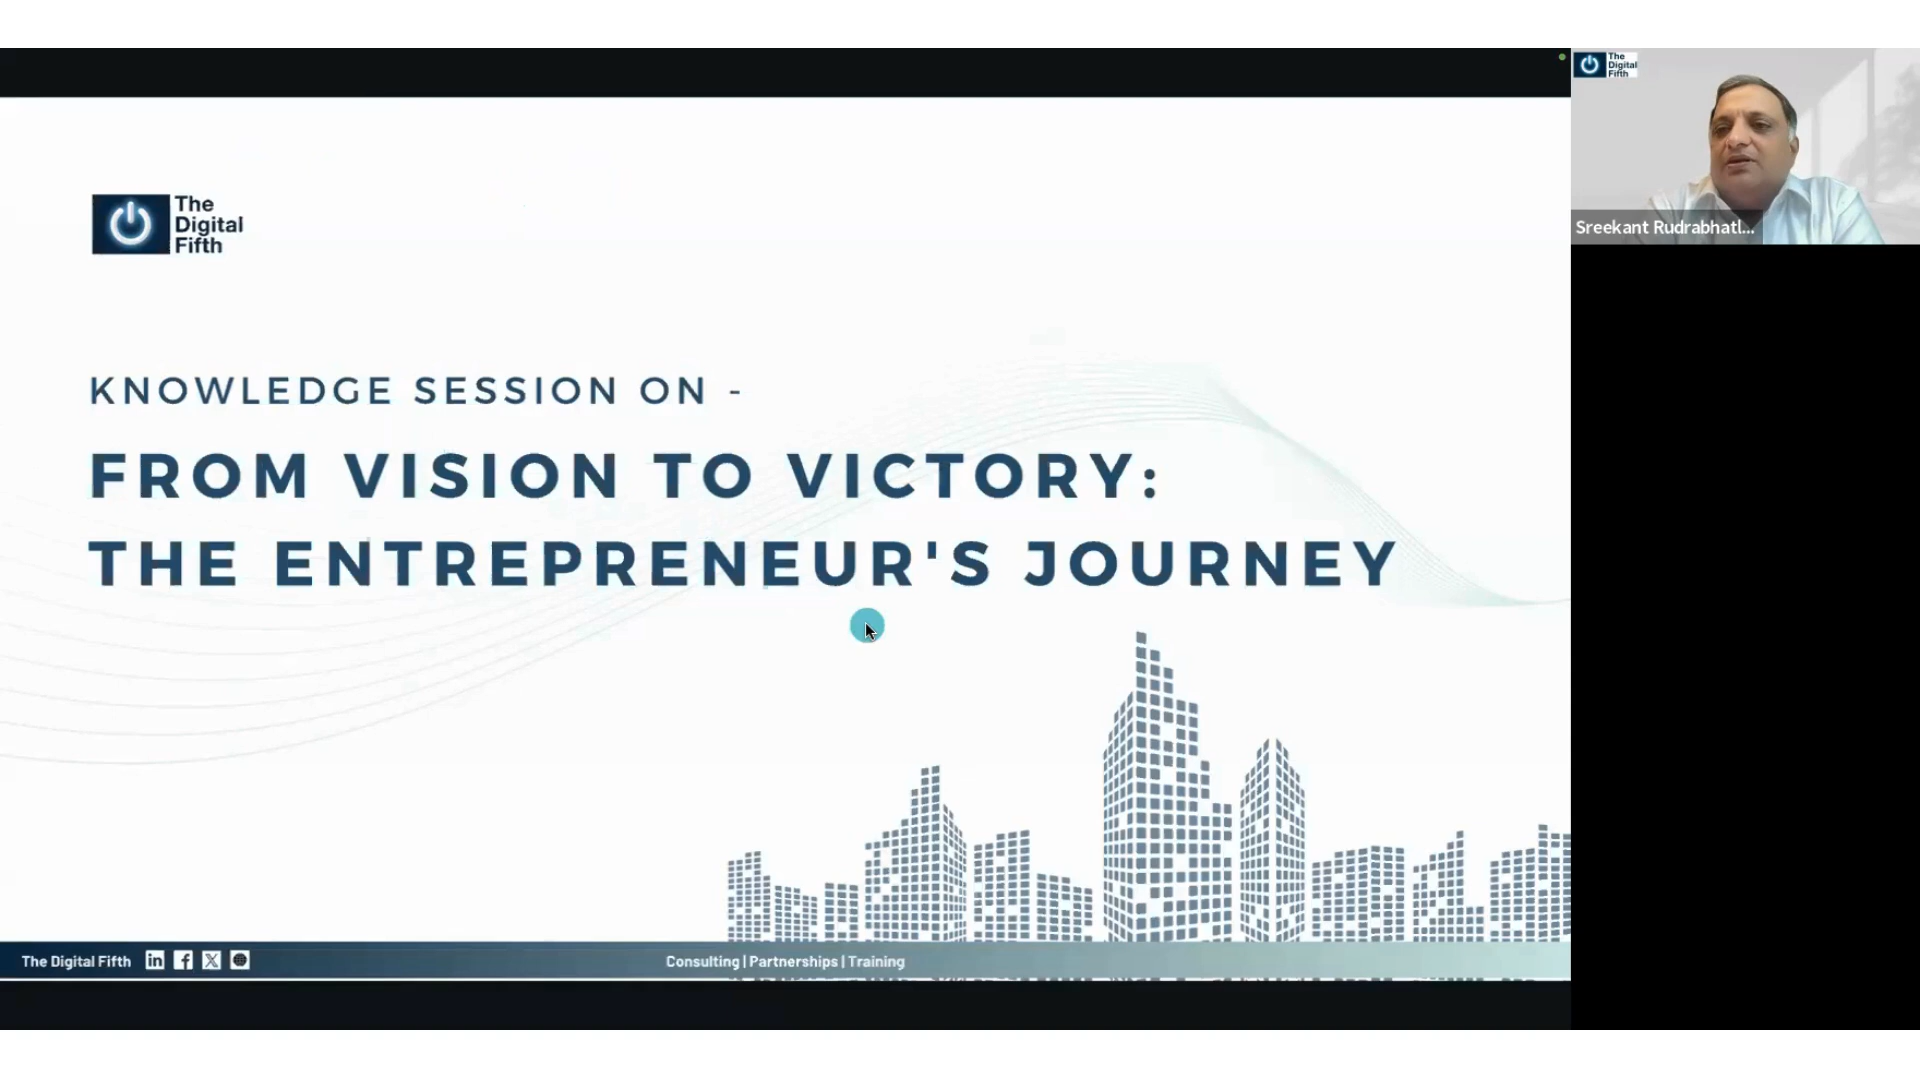 The
Digital
Fifth
KNOWLEDGE SESSION ON -
FROM VISION TO VICTORY:
THE ENTREPRENEUR'S JOURNEY
The Digital Fifth
in f X
Consulting | Partnerships | Training
The
Digital
Fifth
Sreekant Rudrabhatl...